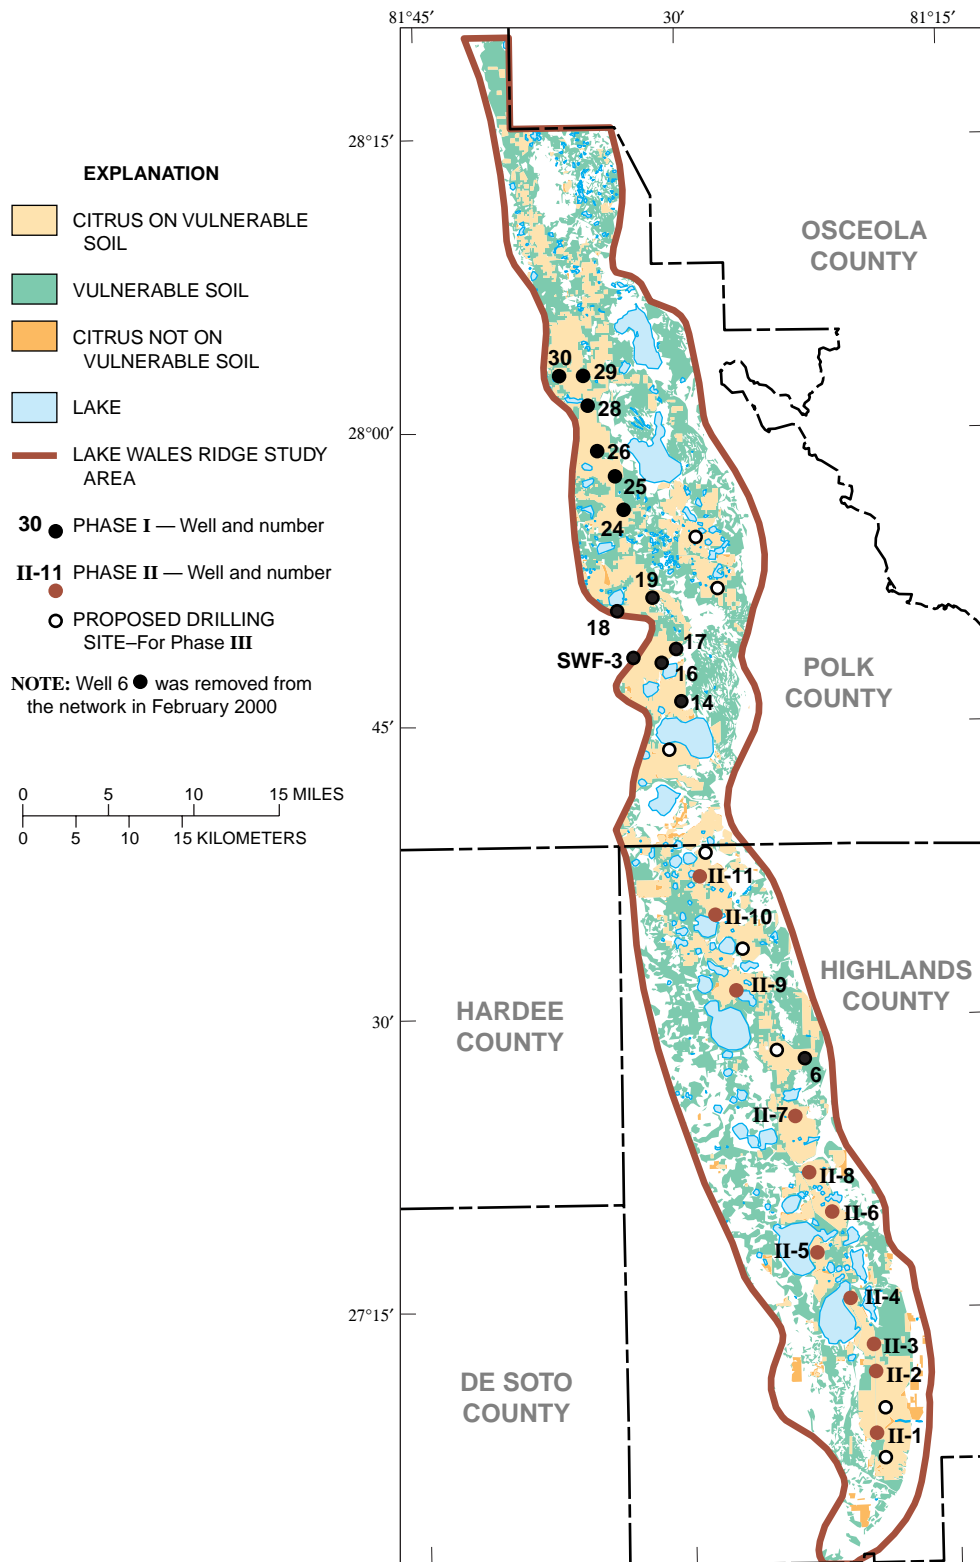 81°45′
30′
81°15′
28°15′
EXPLANATION
CITRUS ON VULNERABLE
SOIL
VULNERABLE SOIL
CITRUS NOT ON
VULNERABLE SOIL
LAKE
LAKE WALES RIDGE STUDY
AREA
30 PHASE I — Well and number
II-11 PHASE II — Well and number
PROPOSED DRILLING
SITE–For Phase III
NOTE: Well 6 was removed from
the network in February 2000
0 5 10 15 MILES
0 5 10 15 KILOMETERS
OSCEOLA
COUNTY
30
29
28
28°00′
26
25
24
19
18
17
SWF-3
16
POLK
COUNTY
14
45′
II-11
II-10
HIGHLANDS
COUNTY
II-9
HARDEE
COUNTY
30′
6
II-7
II-8
II-6
II-5
II-4
27°15′
II-3
II-2
DE SOTO
COUNTY
II-1